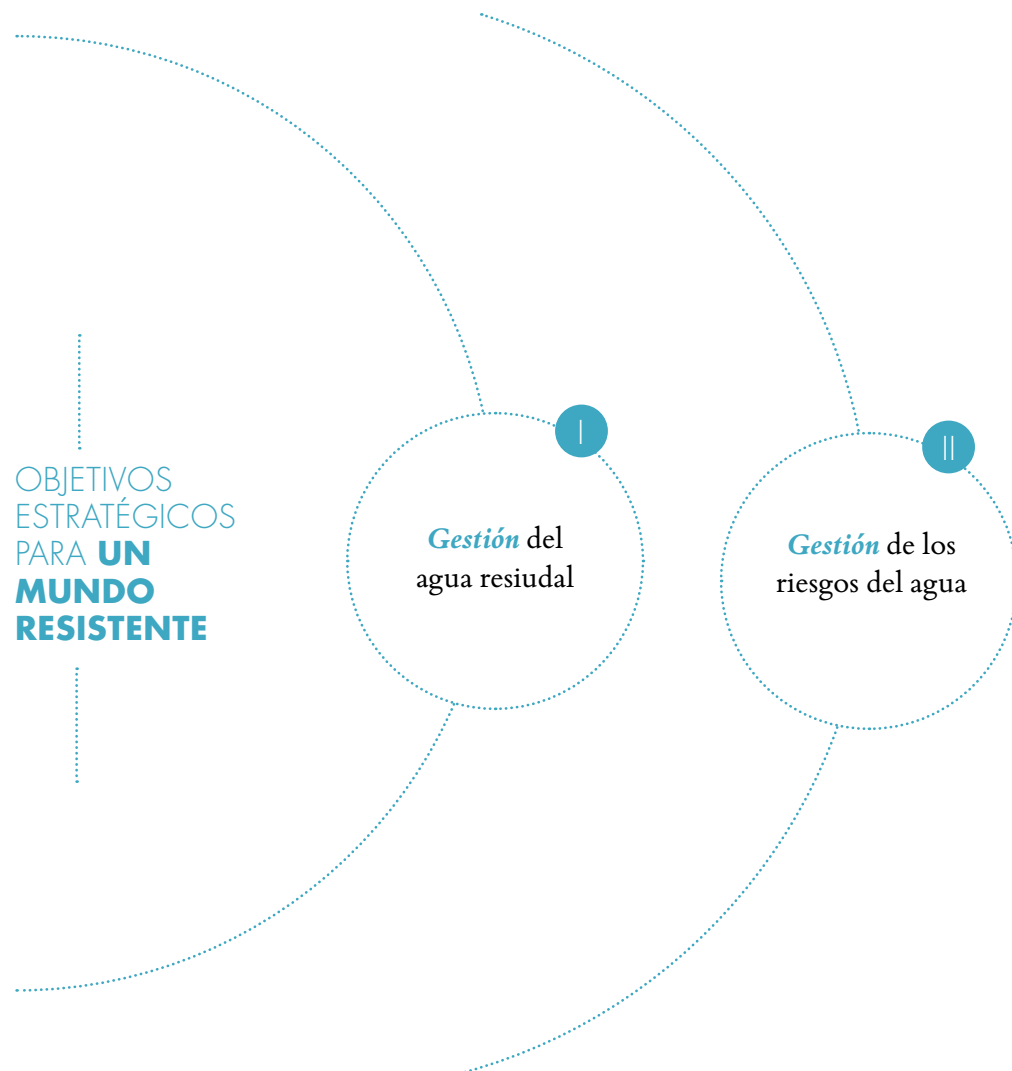 OBJETIVOS
ESTRATÉGICOS
PARA UN
MUNDO
RESISTENTE
I
Gestión del
agua resiudal
II
Gestión de los
riesgos del agua